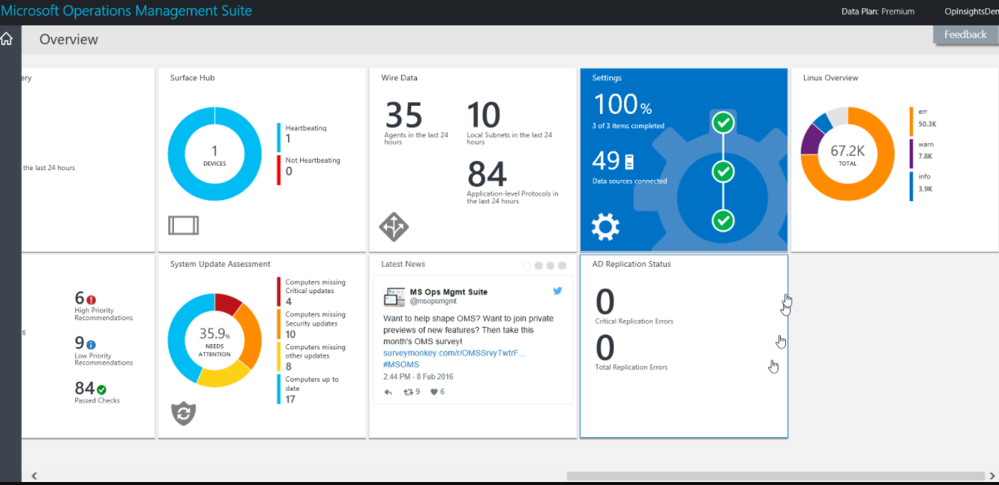 Microsoft Operations Management Suite
Data Plan: Premium
OpInsightsDem
Overview
Feedback
ery
the last 24 hours
Surface Hub
1
DEVICES
Heartbeating
1
Not Heartbeating
0
Wire Data
35
Agents in the last 24
hours
10
Local Subnets in the last 24
hours
84
Application-level Protocols in
the last 24 hours
Settings
100%
3 of 3 items completed
49
Data sources connected
Linux Overview
67.2K
TOTAL
err
50.3K
warn
7.8K
info
3.9K
6
6
High Priority
Recommendations
9
Low Priority
Recommendations
84
Passed Checks
System Update Assessment
35.9%
NEEDS
ATTENTION
Computers missing
Critical updates
4
Computers missing
Security updates
10
Computers missing
other updates
8
Computers up to
date
17
Latest News
MS Ops Mgmt Suite
@msopsmgmt
Want to help shape OMS? Want to join private
previews of new features? Then take this
month's OMS survey!
surveymonkey.com/r/OMSSrvyTwtrF…
#MSOMS
2:44 PM - 8 Feb 2016
9
6
AD Replication Status
0
Critical Replication Errors
0
Total Replication Errors